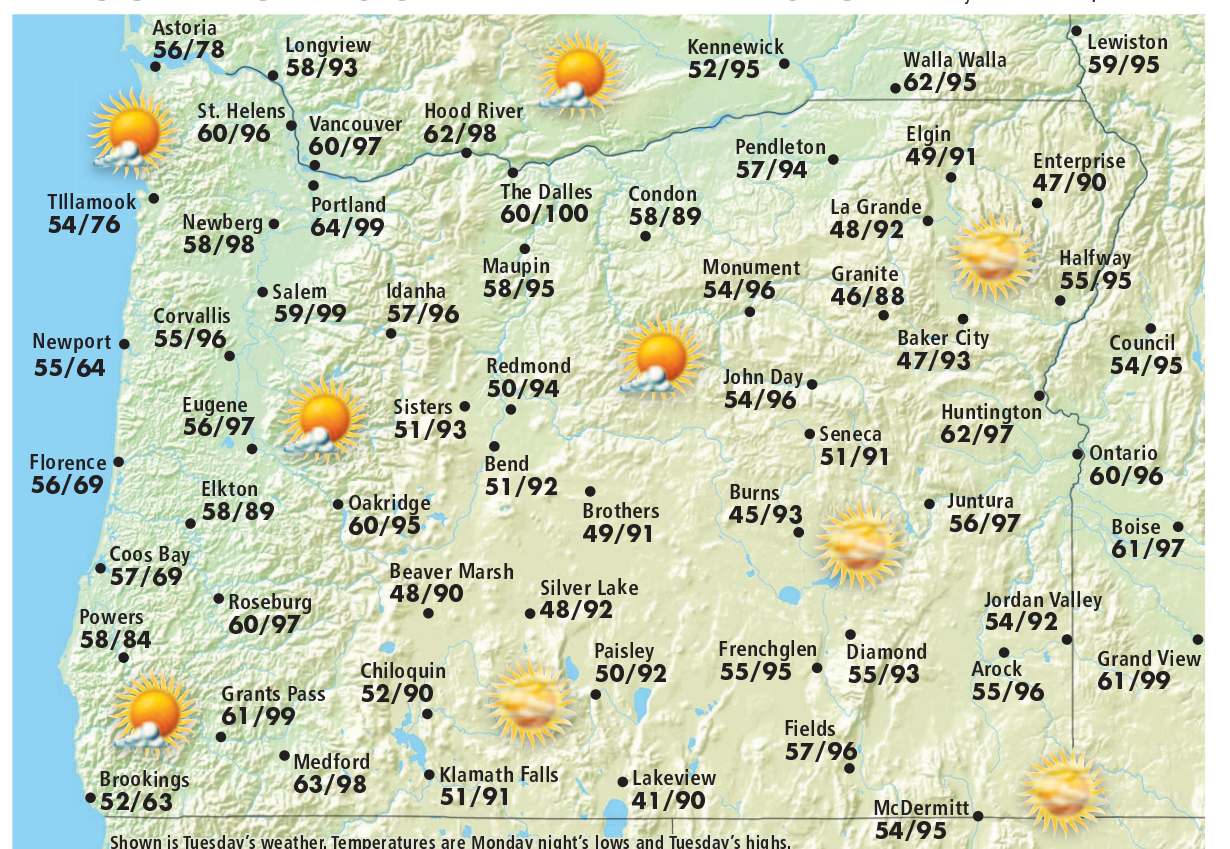 Astoria
56/78
Longview
58/93
Kennewick
52/95
Walla Walla
62/95
Lewiston
59/95
St. Helens
60/96
Vancouver
60/97
Hood River
62/98
Pendleton
57/94
Elgin
49/91
Enterprise
47/90
TIllamook
54/76
Newberg
58/98
Portland
64/99
The Dalles
60/100
Condon
58/89
La Grande
48/92
Maupin
58/95
Monument
54/96
Granite
46/88
Halfway
55/95
Salem
59/99
Idanha
57/96
Corvallis
55/96
Newport
55/64
Baker City
47/93
Council
54/95
Redmond
50/94
John Day
54/96
Eugene
56/97
Sisters
51/93
Huntington
62/97
Seneca
51/91
Florence
56/69
Bend
51/92
Ontario
60/96
Elkton
58/89
Oakridge
60/95
Brothers
49/91
Burns
45/93
Juntura
56/97
Boise
61/97
Coos Bay
57/69
Beaver Marsh
48/90
Silver Lake
48/92
Roseburg
60/97
Powers
58/84
Jordan Valley
54/92
Chiloquin
52/90
Paisley
50/92
Frenchglen
55/95
Diamond
55/93
Arock
55/96
Grand View
61/99
Grants Pass
61/99
Fields
57/96
Medford
63/98
Brookings
52/63
Klamath Falls
51/91
Lakeview
41/90
McDermitt
54/95
Shown is Tuesday's weather. Temperatures are Monday night's lows and Tuesday's highs.